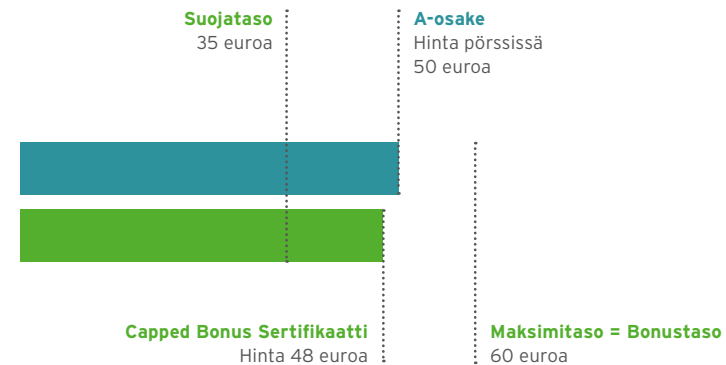 Suojataso
35 euroa
A-osake
Hinta pörssissä
50 euroa
Capped Bonus Sertifikaatti
Hinta 48 euroa
Maksimitaso = Bonustaso
60 euroa